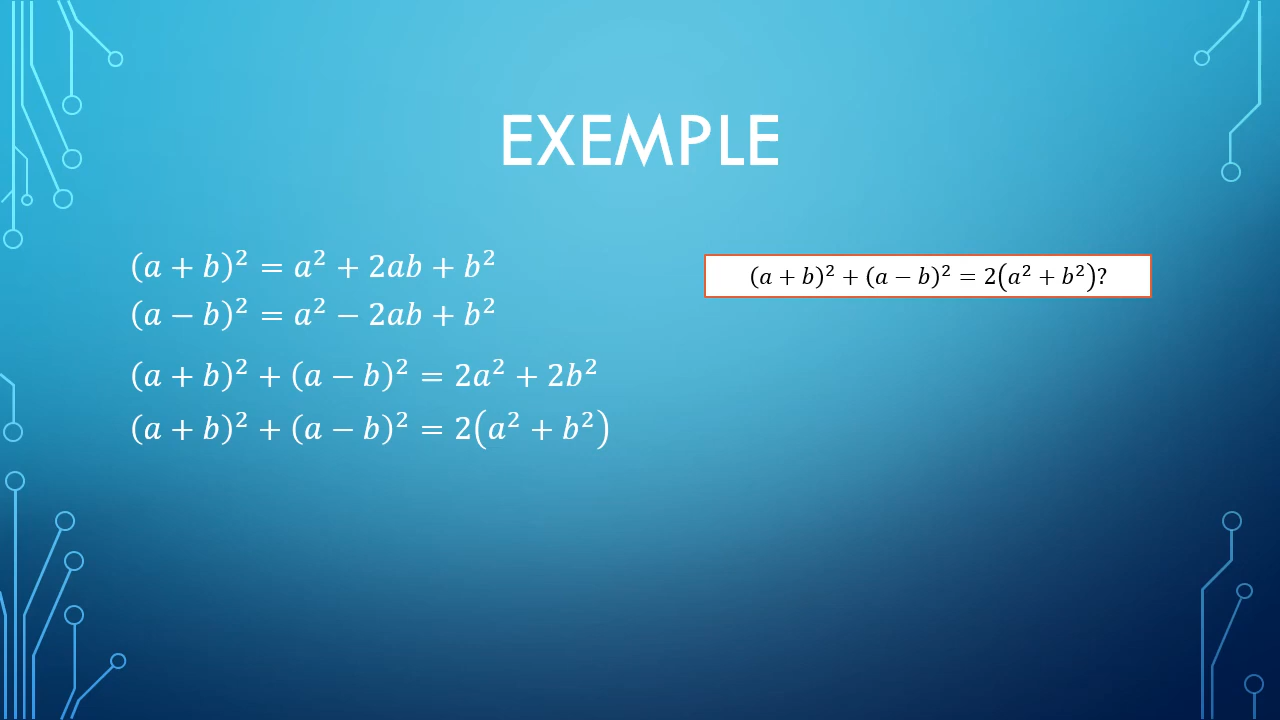 EXEMPLE
(a + b)² = a² + 2ab + b²
(a − b)² = a² − 2ab + b²
(a + b)² + (a − b)² = 2a² + 2b²
(a + b)² + (a − b)² = 2(a² + b²)
(a + b)² + (a − b)² = 2(a² + b²)?